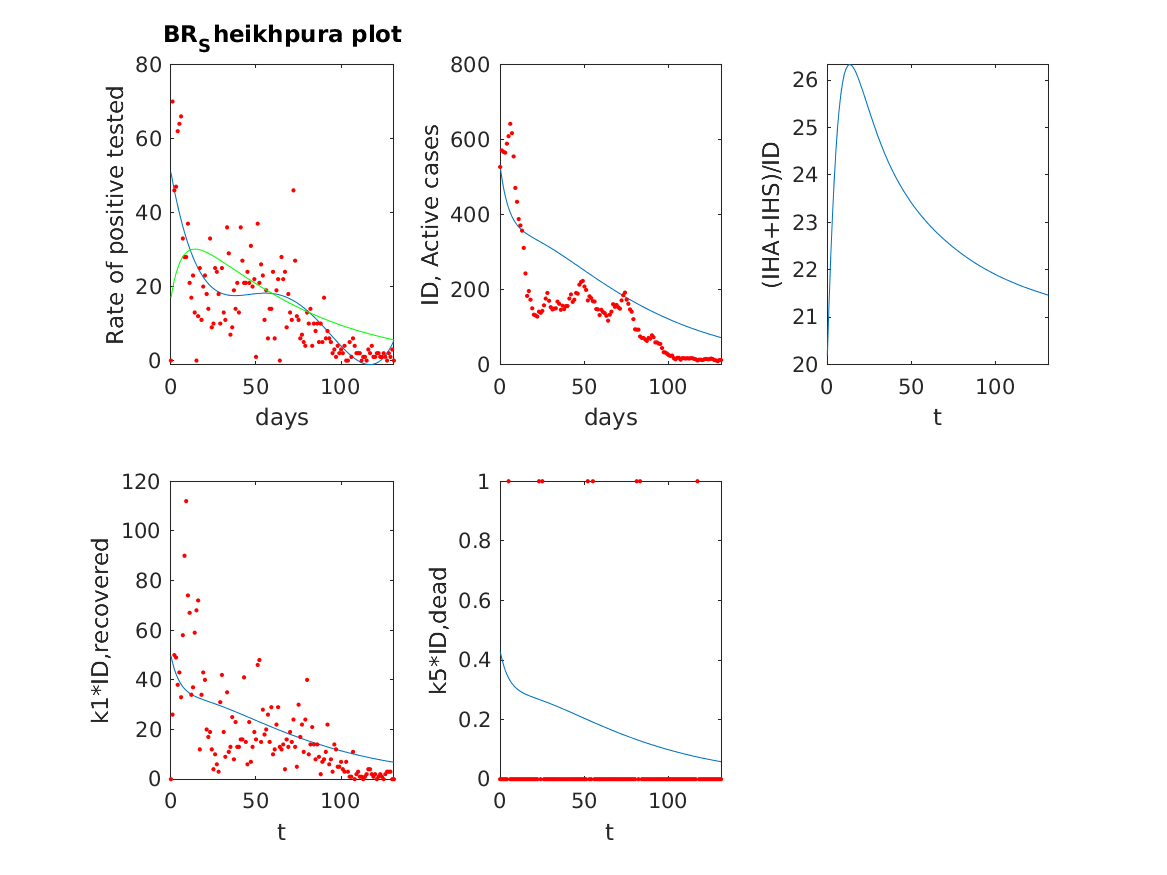 BR_Sheikhpura plot
80
60
40
20
0
Rate of positive tested
0 50 100
days
800
600
400
200
0
ID, Active cases
0 50 100
days
26
25
24
23
22
21
20
(IHA+IHS)/ID
0 50 100
t
120
100
80
60
40
20
0
k1*ID,recovered
0 50 100
t
1
0.8
0.6
0.4
0.2
0
k5*ID,dead
0 50 100
t